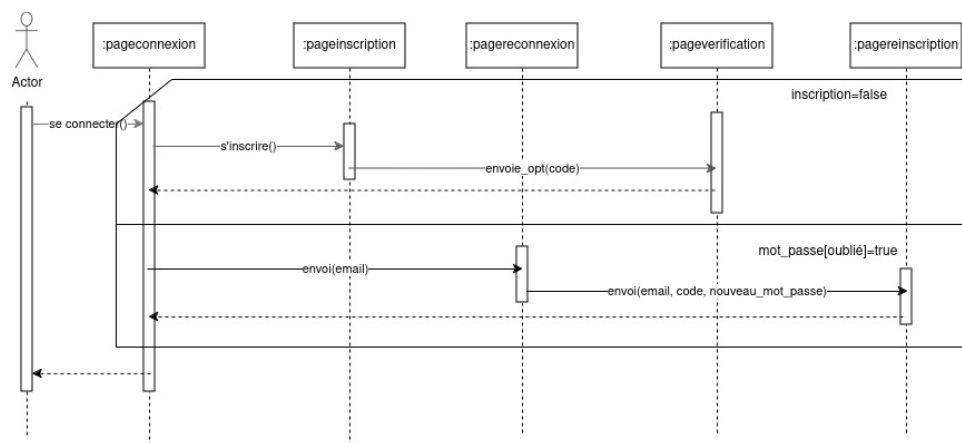 :pageconnexion
:pageinscription
:pagereconnexion
:pageverification
:pagereinscription
Actor
inscription=false
se connecter()
s'inscrire()
envoie_opt(code)
mot_passe[oublié]=true
envoi(email)
envoi(email, code, nouveau_mot_passe)